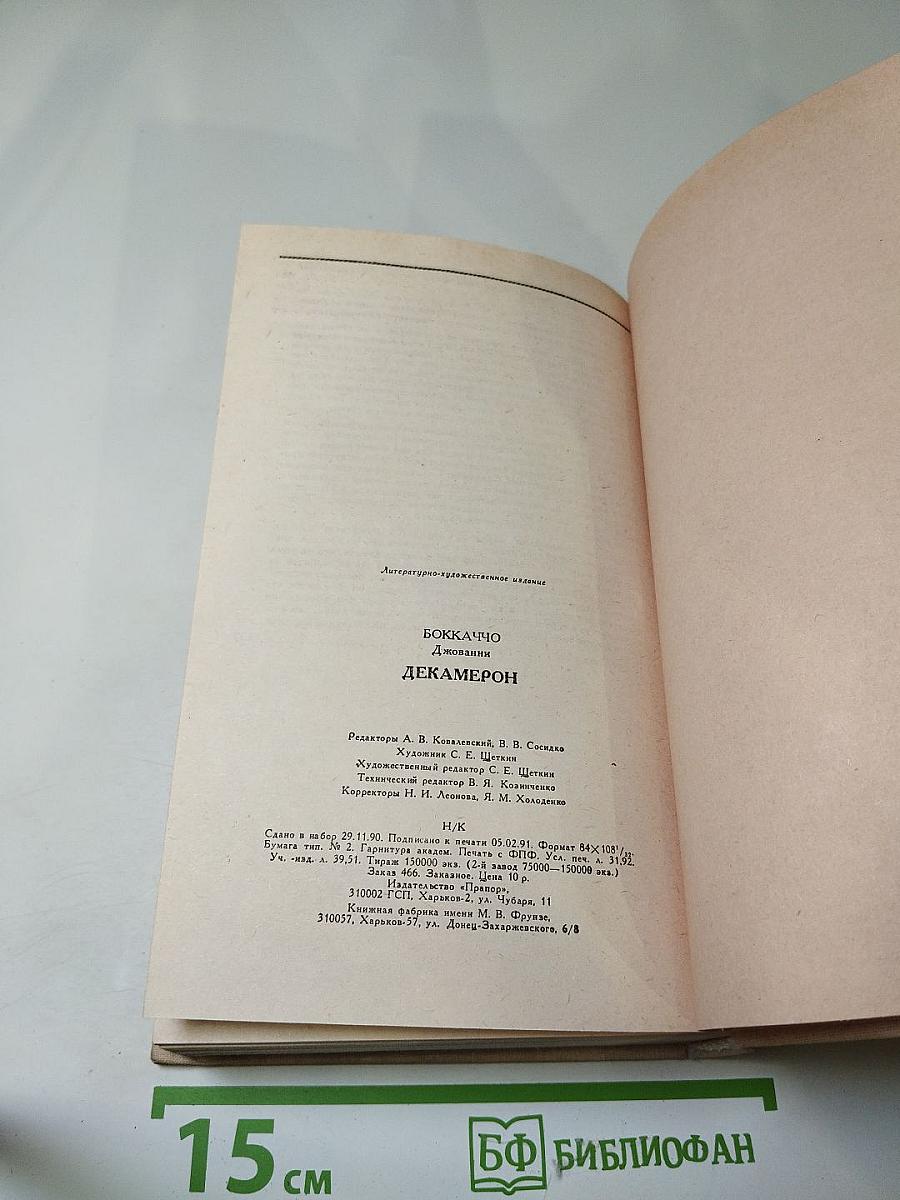 Литературно-художественное издание
БОККАЧЧО
Джованни
ДЕКАМЕРОН
Редакторы А. В. Ковалевский, В. В. Сосидко
Художник С. Е. Щеткин
Художественный редактор С. Е. Щеткин
Технический редактор В. Я. Козинченко
Корректоры Н. И. Леонова, Я. М. Холоденко
Н/К
Сдано в набор 29.11.90. Подписано к печати 05.02.91. Формат 84×108¹/₃₂.
Бумага тип. № 2. Гарнитура академ. Печать с ФПФ. Усл. печ. л. 31,92.
Уч. -изд. л. 39,51. Тираж 150000 экз. (2-й завод 75000—150000 экз.)
Заказ 466. Заказное. Цена 10 р.
Издательство «Прапор»,
310002 ГСП, Харьков-2, ул. Чубаря, 11
Книжная фабрика имени М. В. Фрунзе,
310057, Харьков-57, ул. Донец-Захаржевского, 6/8
15 см
БФ БИБЛИОФАН